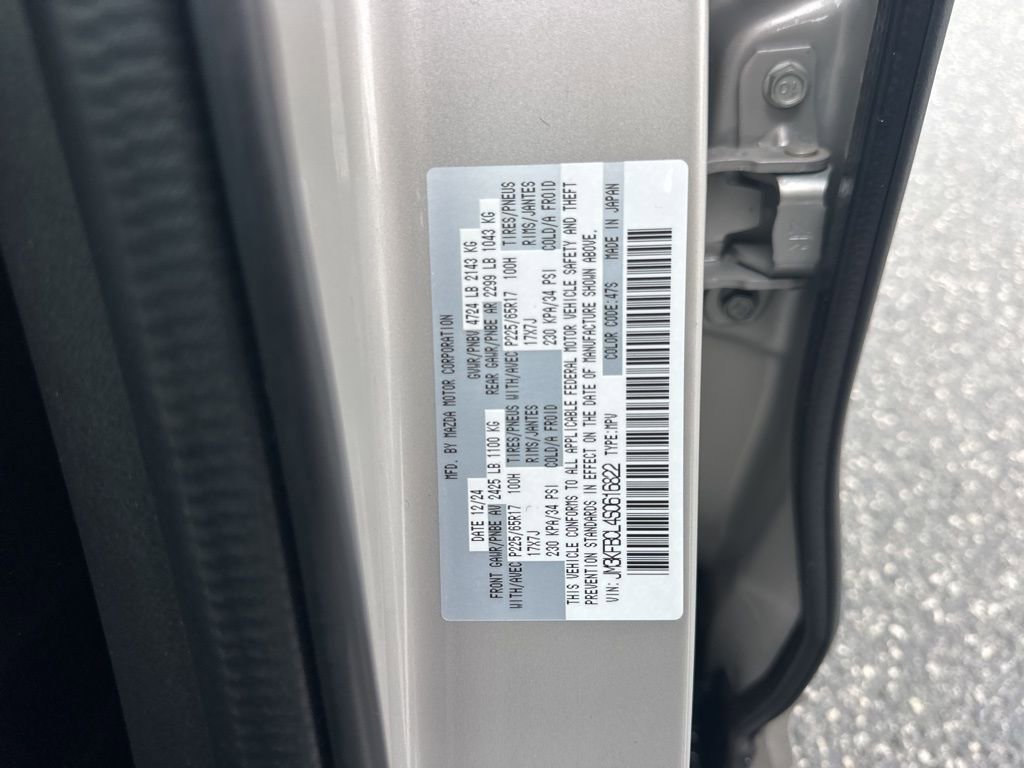 MFD. BY MAZDA MOTOR CORPORATION
DATE 12/24 GVWR/PNBV 4724 LB 2143 KG
FRONT GAWR/PNBE AV 2425 LB 1100 KG REAR GAWR/PNBE AR 2299 LB 1043 KG
WITH/AVEC P225/65R17 100H TIRES/PNEUS WITH/AVEC P225/65R17 100H TIRES/PNEUS
17X7J RIMS/JANTES 17X7J RIMS/JANTES
230 KPA/34 PSI COLD/A FROID 230 KPA/34 PSI COLD/A FROID
THIS VEHICLE CONFORMS TO ALL APPLICABLE FEDERAL MOTOR VEHICLE SAFETY AND THEFT
PREVENTION STANDARDS IN EFFECT ON THE DATE OF MANUFACTURE SHOWN ABOVE.
VIN: JM3KFBCL4S0616822 TYPE:MPV COLOR CODE:47S MADE IN JAPAN